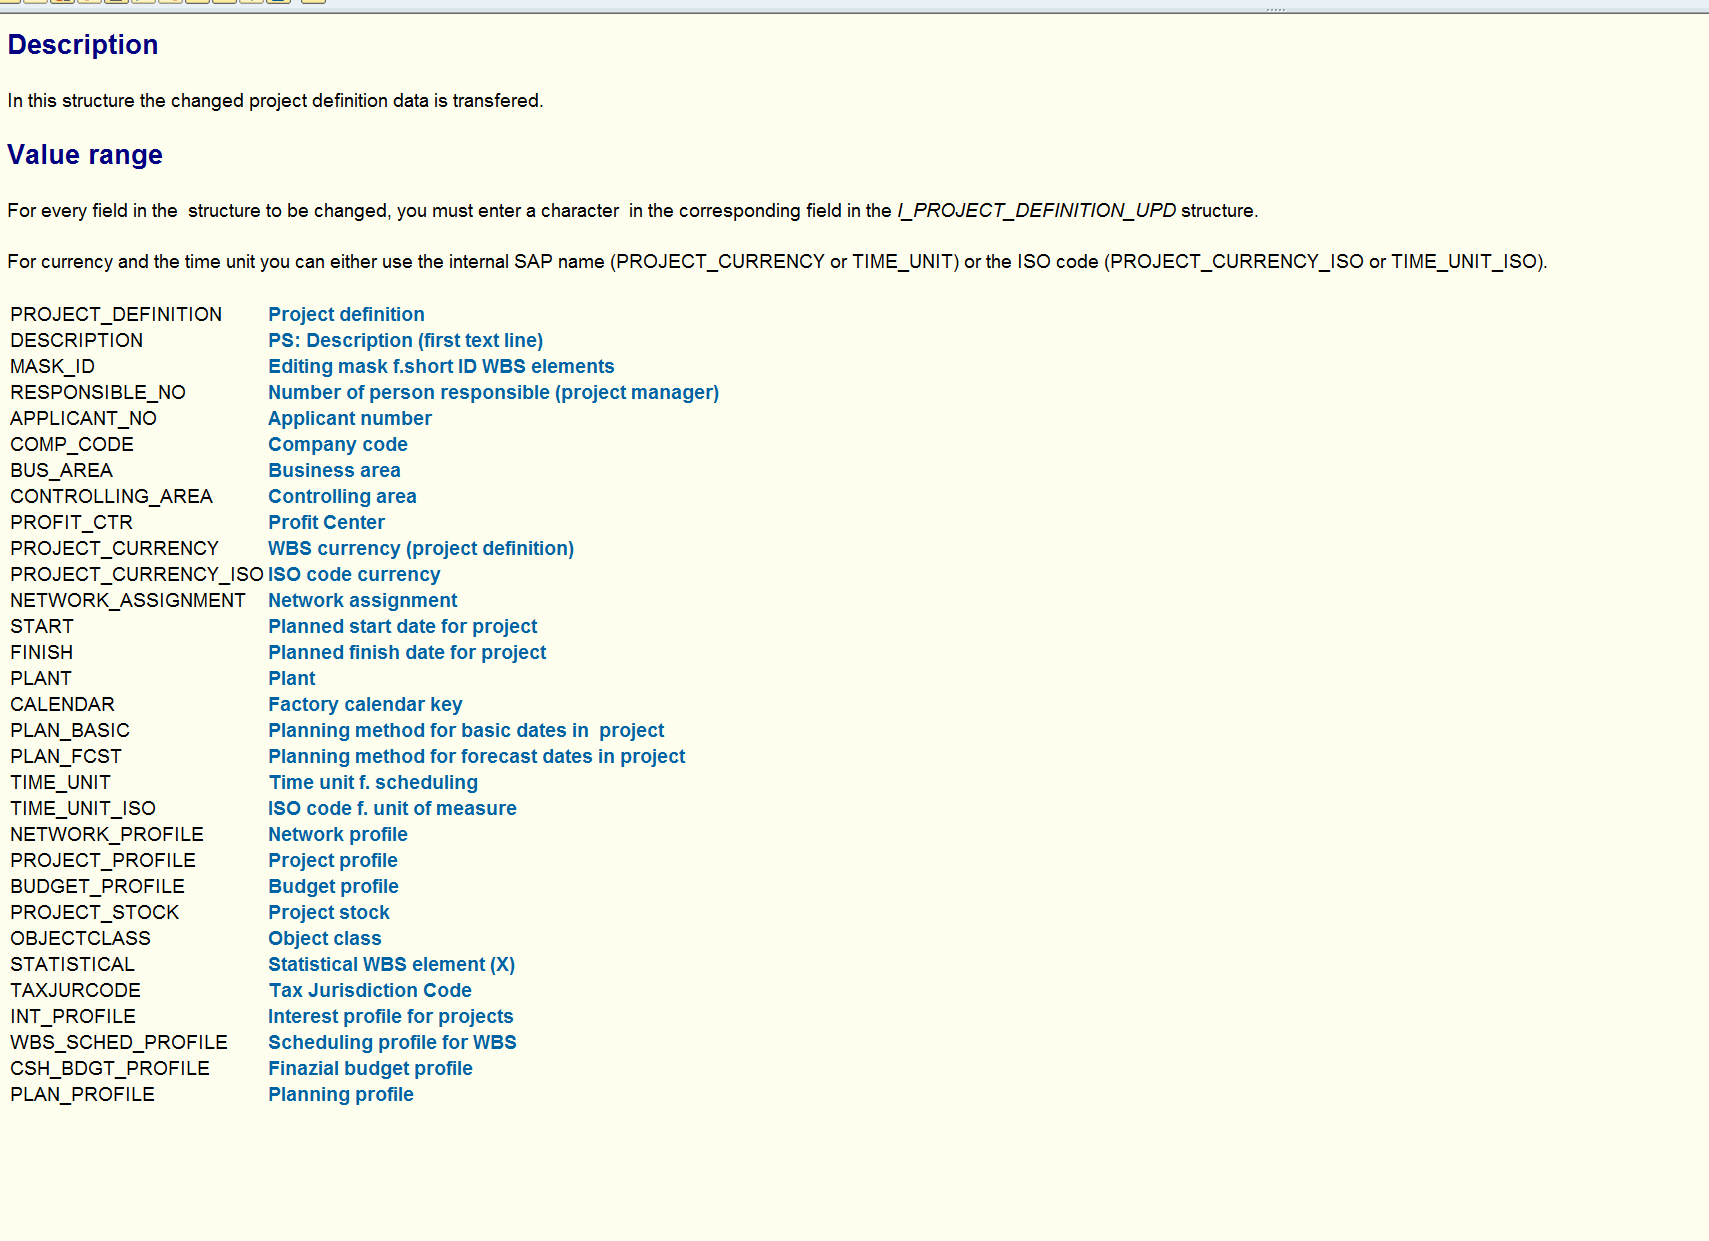 Description
In this structure the changed project definition data is transfered.
Value range
For every field in the  structure to be changed, you must enter a character  in the corresponding field in the I_PROJECT_DEFINITION_UPD structure.
For currency and the time unit you can either use the internal SAP name (PROJECT_CURRENCY or TIME_UNIT) or the ISO code (PROJECT_CURRENCY_ISO or TIME_UNIT_ISO).
PROJECT_DEFINITION Project definition
DESCRIPTION PS: Description (first text line)
MASK_ID Editing mask f.short ID WBS elements
RESPONSIBLE_NO Number of person responsible (project manager)
APPLICANT_NO Applicant number
COMP_CODE Company code
BUS_AREA Business area
CONTROLLING_AREA Controlling area
PROFIT_CTR Profit Center
PROJECT_CURRENCY WBS currency (project definition)
PROJECT_CURRENCY_ISO ISO code currency
NETWORK_ASSIGNMENT Network assignment
START Planned start date for project
FINISH Planned finish date for project
PLANT Plant
CALENDAR Factory calendar key
PLAN_BASIC Planning method for basic dates in  project
PLAN_FCST Planning method for forecast dates in project
TIME_UNIT Time unit f. scheduling
TIME_UNIT_ISO ISO code f. unit of measure
NETWORK_PROFILE Network profile
PROJECT_PROFILE Project profile
BUDGET_PROFILE Budget profile
PROJECT_STOCK Project stock
OBJECTCLASS Object class
STATISTICAL Statistical WBS element (X)
TAXJURCODE Tax Jurisdiction Code
INT_PROFILE Interest profile for projects
WBS_SCHED_PROFILE Scheduling profile for WBS
CSH_BDGT_PROFILE Finazial budget profile
PLAN_PROFILE Planning profile